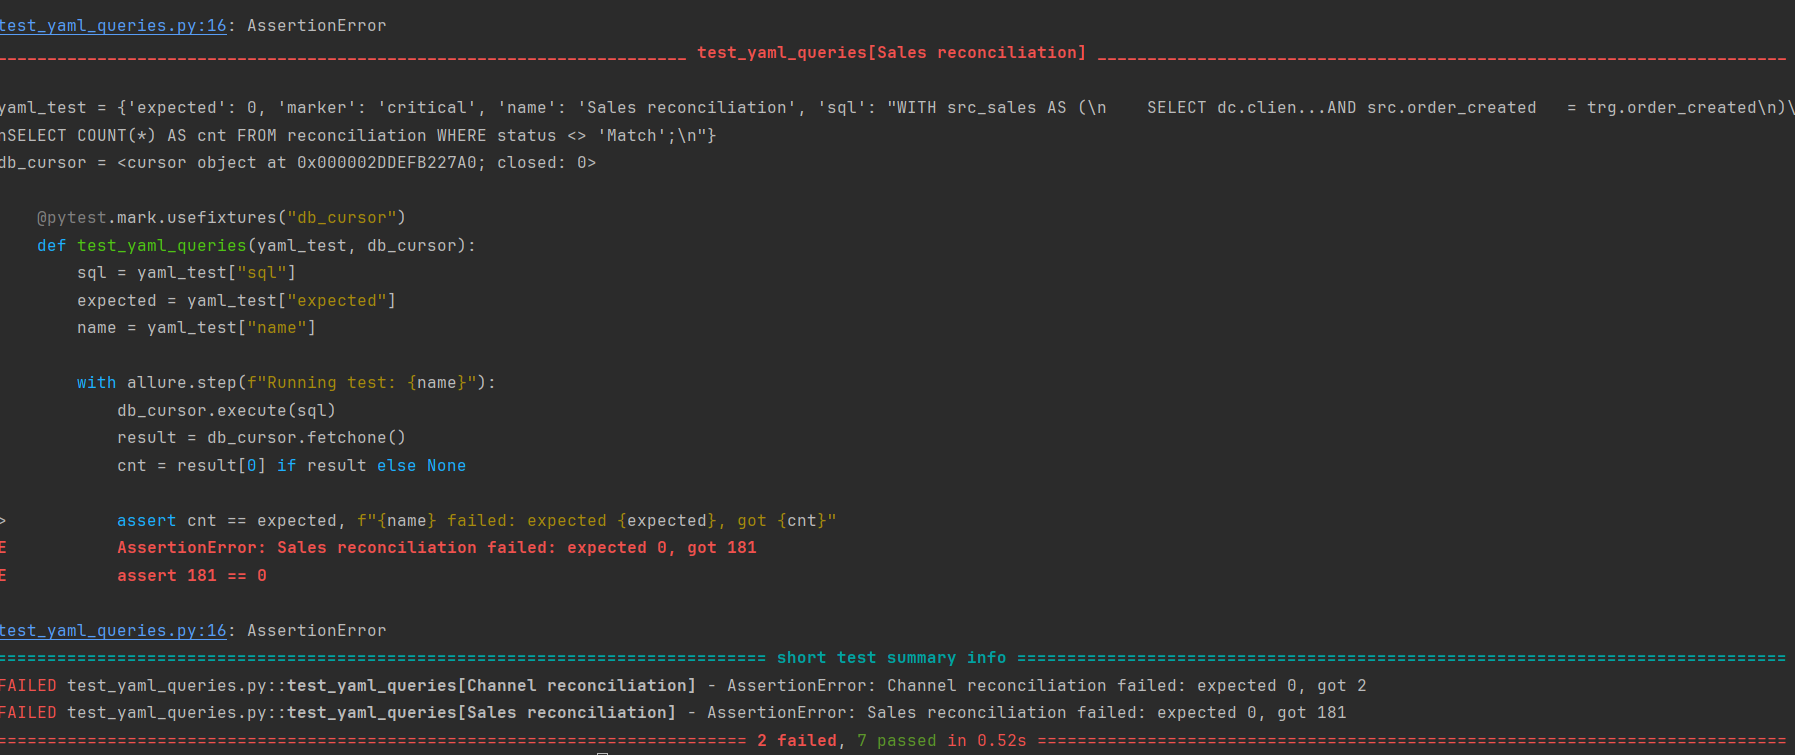 test_yaml_queries.py:16: AssertionError
test_yaml_queries[Sales reconciliation]
yaml_test = {'expected': 0, 'marker': 'critical', 'name': 'Sales reconciliation', 'sql': "WITH src_sales AS (\n    SELECT dc.clien...AND src.order_created   = trg.order_created\n)\
nSELECT COUNT(*) AS cnt FROM reconciliation WHERE status <> 'Match';\n"}
db_cursor = <cursor object at 0x000002DDEFB227A0; closed: 0>
    @pytest.mark.usefixtures("db_cursor")
    def test_yaml_queries(yaml_test, db_cursor):
        sql = yaml_test["sql"]
        expected = yaml_test["expected"]
        name = yaml_test["name"]
        with allure.step(f"Running test: {name}"):
            db_cursor.execute(sql)
            result = db_cursor.fetchone()
            cnt = result[0] if result else None
>           assert cnt == expected, f"{name} failed: expected {expected}, got {cnt}"
E           AssertionError: Sales reconciliation failed: expected 0, got 181
E           assert 181 == 0
test_yaml_queries.py:16: AssertionError
short test summary info
FAILED test_yaml_queries.py::test_yaml_queries[Channel reconciliation] - AssertionError: Channel reconciliation failed: expected 0, got 2
FAILED test_yaml_queries.py::test_yaml_queries[Sales reconciliation] - AssertionError: Sales reconciliation failed: expected 0, got 181
2 failed, 7 passed in 0.52s